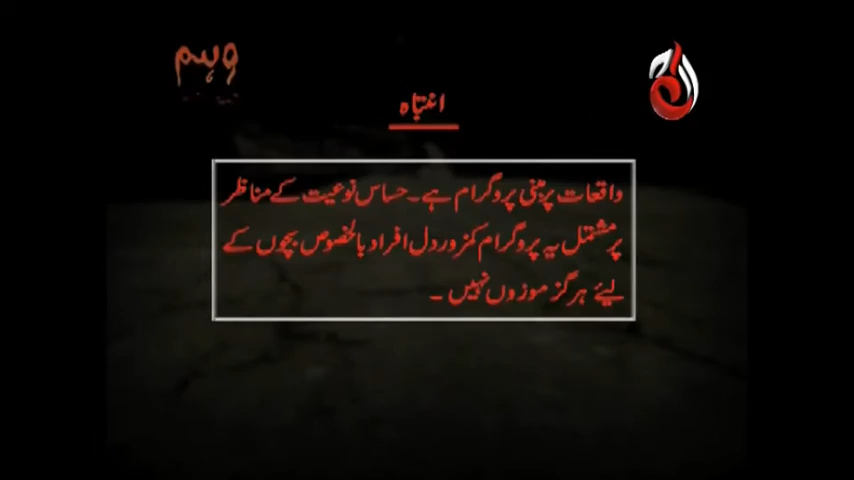 وہم
انتباہ
واقعات پر مبنی پروگرام ہے۔ حساس نوعیت کے مناظر
پر مشتمل یہ پروگرام کمزور دل افراد بالخصوص بچوں کے
لیئے ہرگز موزوں نہیں ۔